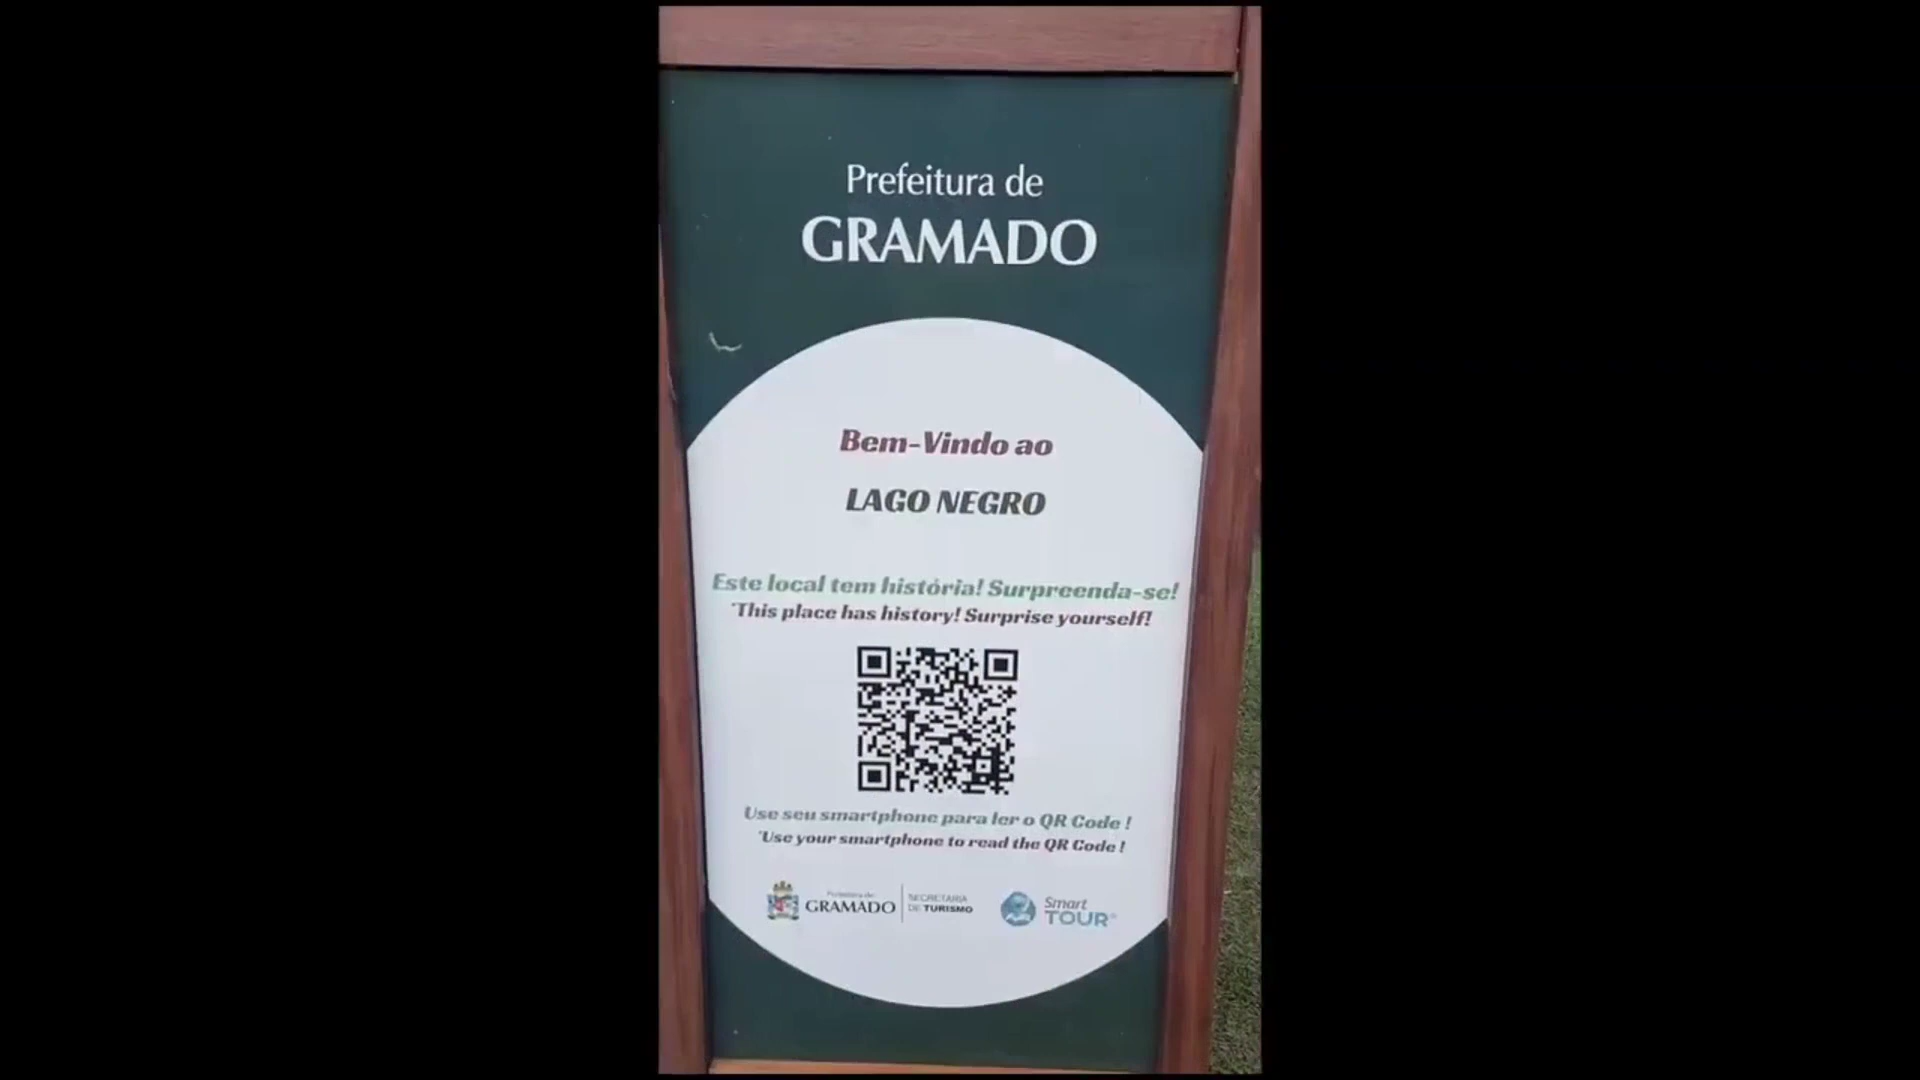 Prefeitura de
GRAMADO
Bem-Vindo ao
LAGO NEGRO
Este local tem história! Surpreenda-se!
*This place has history! Surprise yourself!
Use seu smartphone para ler o QR Code !
*Use your smartphone to read the QR Code !
Prefeitura de
GRAMADO
SECRETARIA
DE TURISMO
Smart
TOUR®